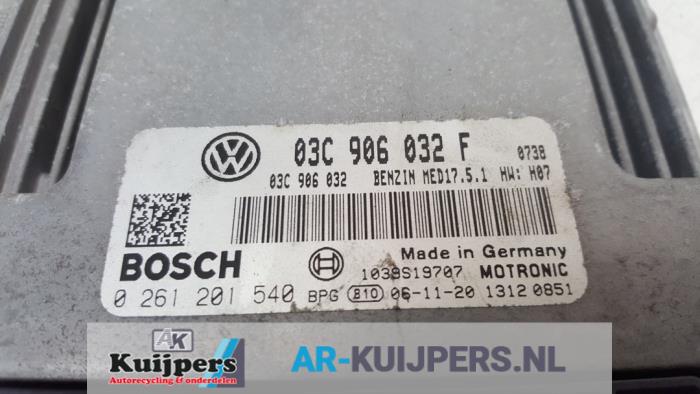 03C 906 032 F 0738
03C 906 032 BENZIN MED17.5.1 HW: H07
BOSCH
Made in Germany
1039S19707 MOTRONIC
0 261 201 540 BPG 810 06-11-20 1312 0851
AK
Kuijpers
Autorecycling & onderdelen
AR-KUIJPERS.NL